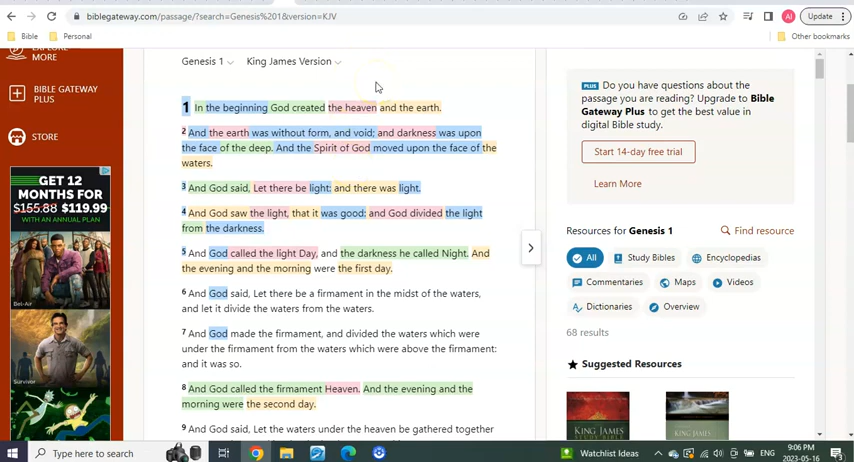 biblegateway.com/passage/?search=Genesis%201&version=KJV
AI
Update
Bible
Personal
Other bookmarks
EXPLORE
MORE
BIBLE GATEWAY
PLUS
STORE
GET 12
MONTHS FOR
$155.88 $119.99
WITH AN ANNUAL PLAN
Bel-Air
Survivor
Genesis 1
King James Version
1 In the beginning God created the heaven and the earth.
2 And the earth was without form, and void; and darkness was upon
the face of the deep. And the Spirit of God moved upon the face of the
waters.
3 And God said, Let there be light: and there was light.
4 And God saw the light, that it was good: and God divided the light
from the darkness.
5 And God called the light Day, and the darkness he called Night. And
the evening and the morning were the first day.
6 And God said, Let there be a firmament in the midst of the waters,
and let it divide the waters from the waters.
7 And God made the firmament, and divided the waters which were
under the firmament from the waters which were above the firmament:
and it was so.
8 And God called the firmament Heaven. And the evening and the
morning were the second day.
9 And God said, Let the waters under the heaven be gathered together
PLUS Do you have questions about the
passage you are reading? Upgrade to Bible
Gateway Plus to get the best value in
digital Bible study.
Start 14-day free trial
Learn More
Resources for Genesis 1
Find resource
All
Study Bibles
Encyclopedias
Commentaries
Maps
Videos
Dictionaries
Overview
68 results
Suggested Resources
KING JAMES
STUDY BIBLE
KING JAMES
Type here to search
Watchlist Ideas
ENG
9:06 PM
2023-05-16
3